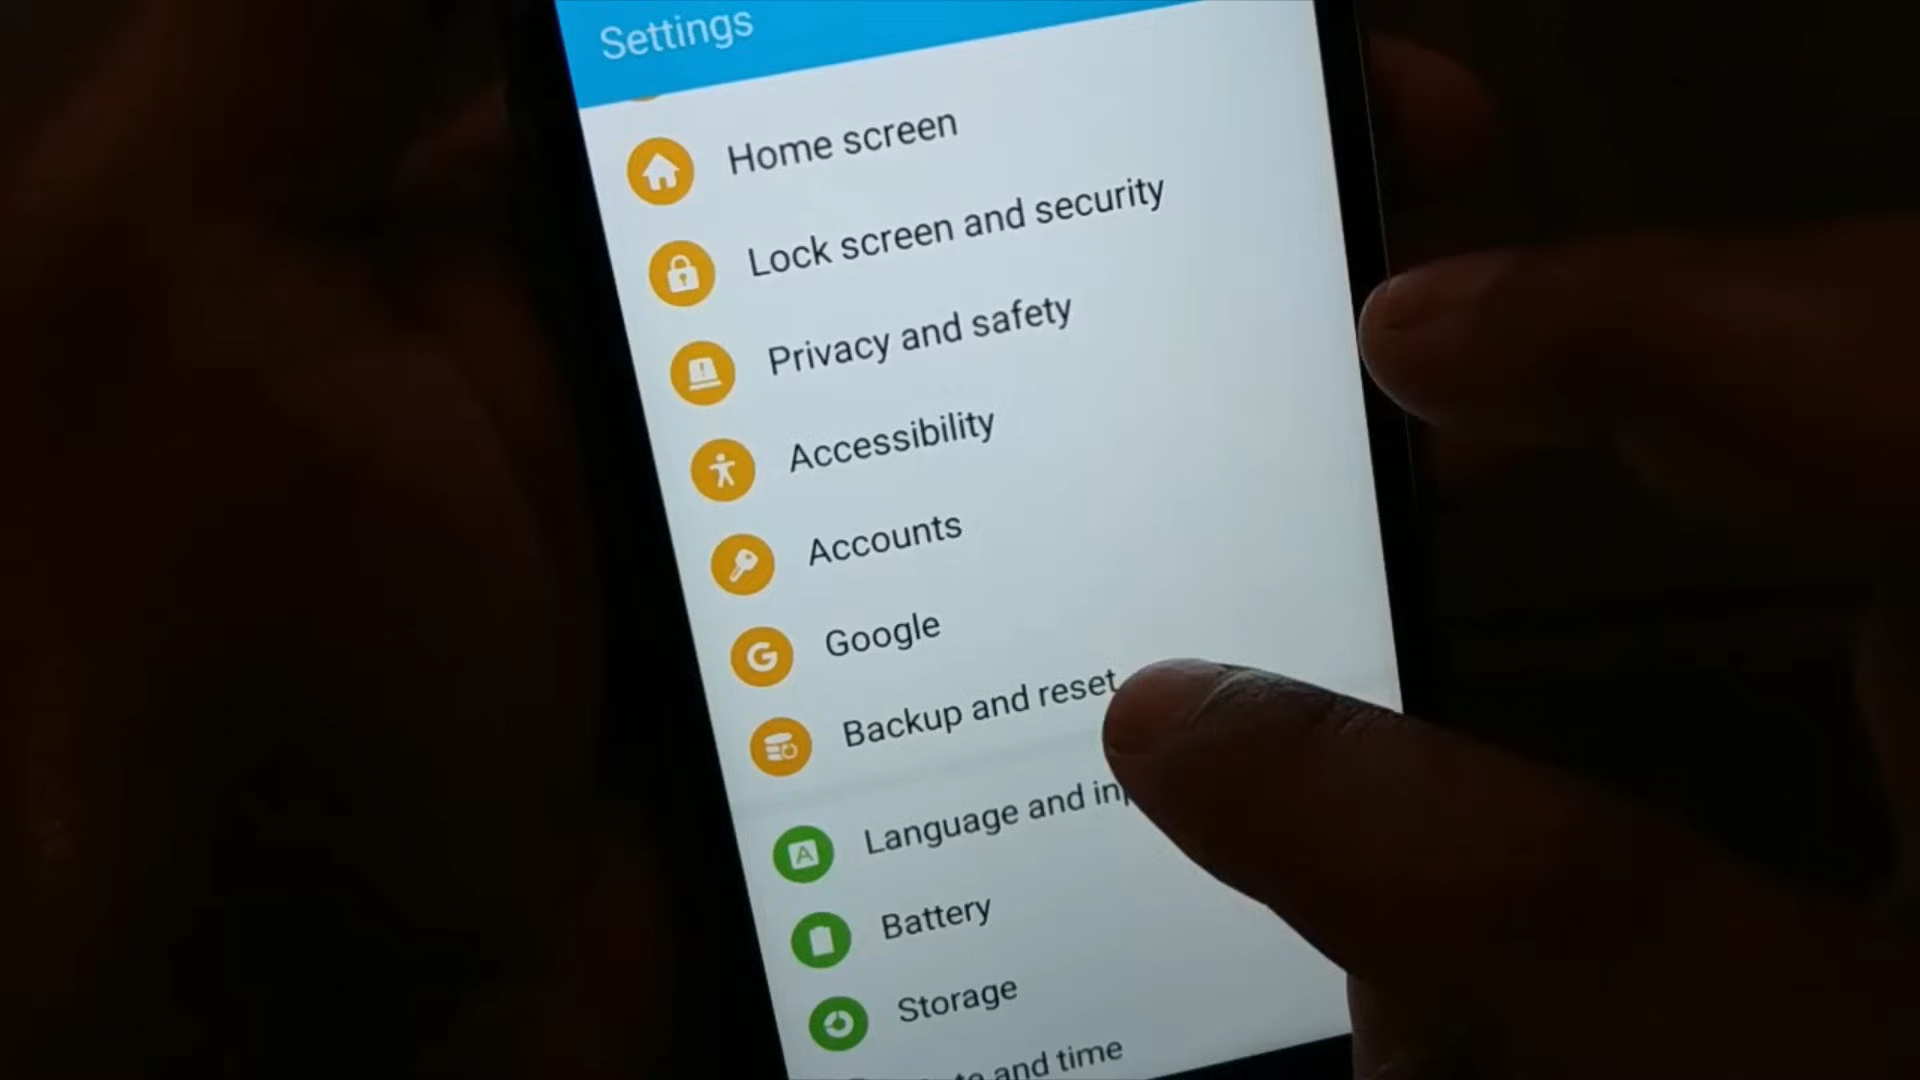 Settings
Home screen
Lock screen and security
Privacy and safety
Accessibility
Accounts
G Google
Backup and reset
A Language and
Battery
Storage
and time